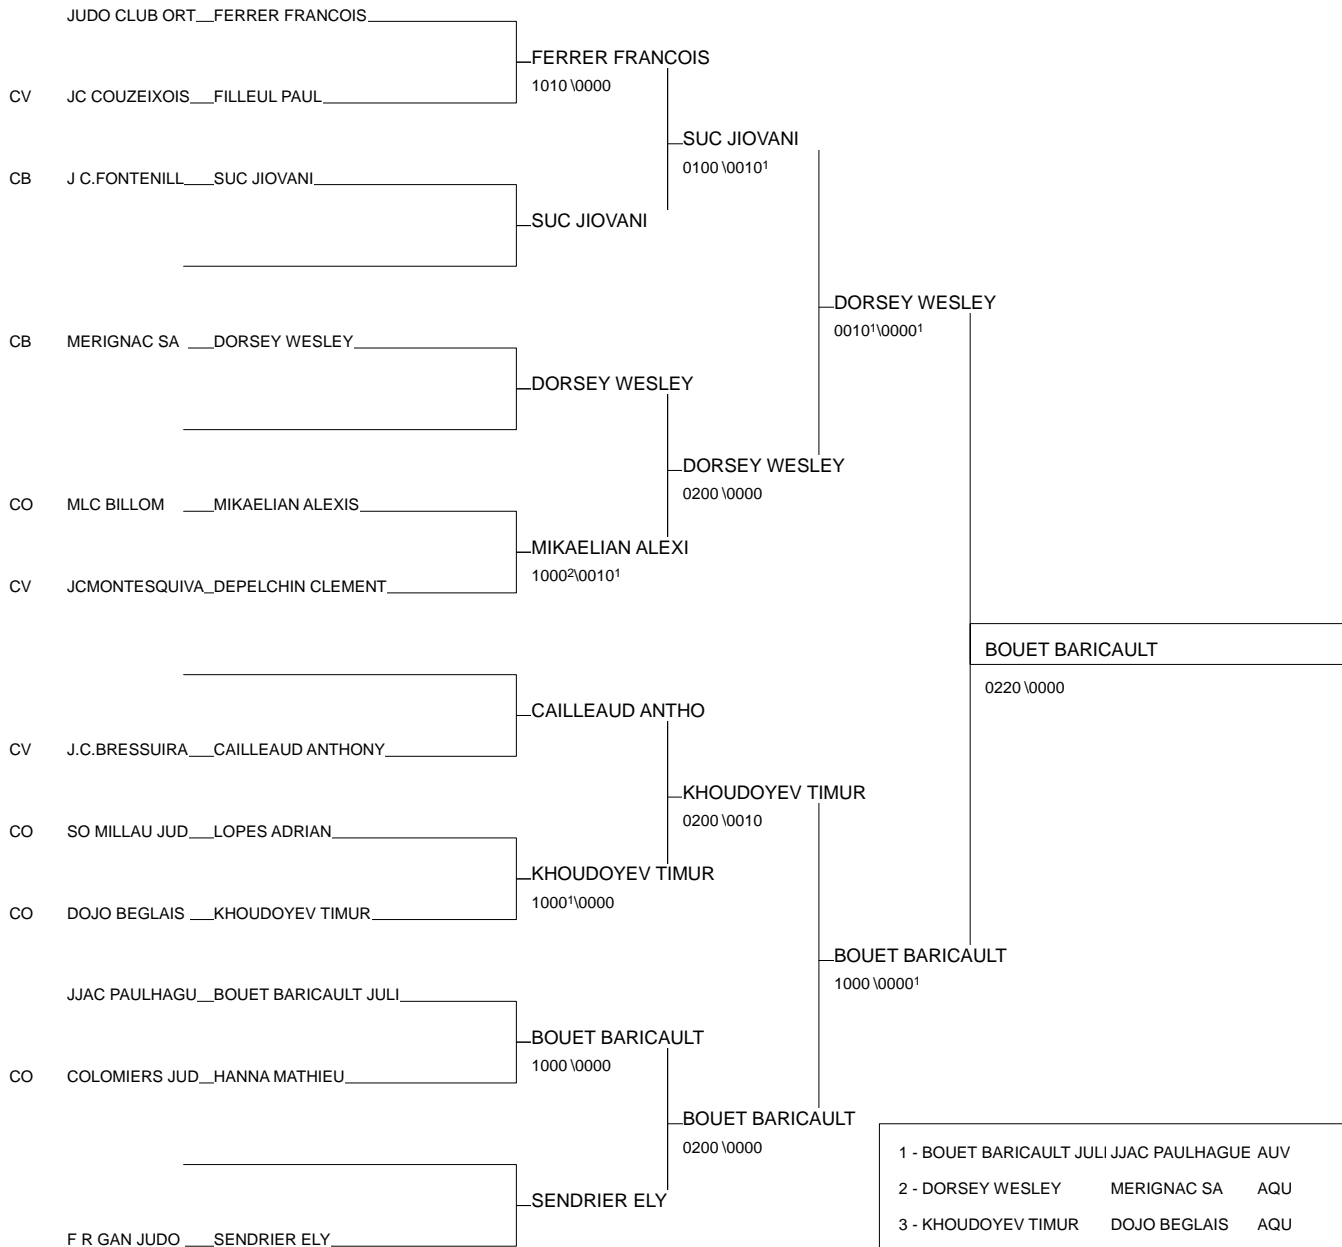 JUDO CLUB ORT FERRER FRANCOIS
FERRER FRANCOIS
1010 \0000
CV JC COUZEIXOIS FILLEUL PAUL
SUC JIOVANI
0100 \0010¹
CB J C.FONTENILL SUC JIOVANI
SUC JIOVANI
DORSEY WESLEY
0010¹\0000¹
CB MERIGNAC SA DORSEY WESLEY
DORSEY WESLEY
DORSEY WESLEY
0200 \0000
CO MLC BILLOM MIKAELIAN ALEXIS
MIKAELIAN ALEXI
1000²\0010¹
CV JCMONTESQUIVA DEPELCHIN CLEMENT
BOUET BARICAULT
0220 \0000
CAILLEAUD ANTHO
CV J.C.BRESSUIRA CAILLEAUD ANTHONY
KHOUDOYEV TIMUR
0200 \0010
CO SO MILLAU JUD LOPES ADRIAN
KHOUDOYEV TIMUR
1000¹\0000
CO DOJO BEGLAIS KHOUDOYEV TIMUR
BOUET BARICAULT
1000 \0000¹
JJAC PAULHAGU BOUET BARICAULT JULI
BOUET BARICAULT
1000 \0000
CO COLOMIERS JUD HANNA MATHIEU
BOUET BARICAULT
0200 \0000
SENDRIER ELY
F R GAN JUDO SENDRIER ELY
1 - BOUET BARICAULT JULI JJAC PAULHAGUE AUV
2 - DORSEY WESLEY MERIGNAC SA AQU
3 - KHOUDOYEV TIMUR DOJO BEGLAIS AQU